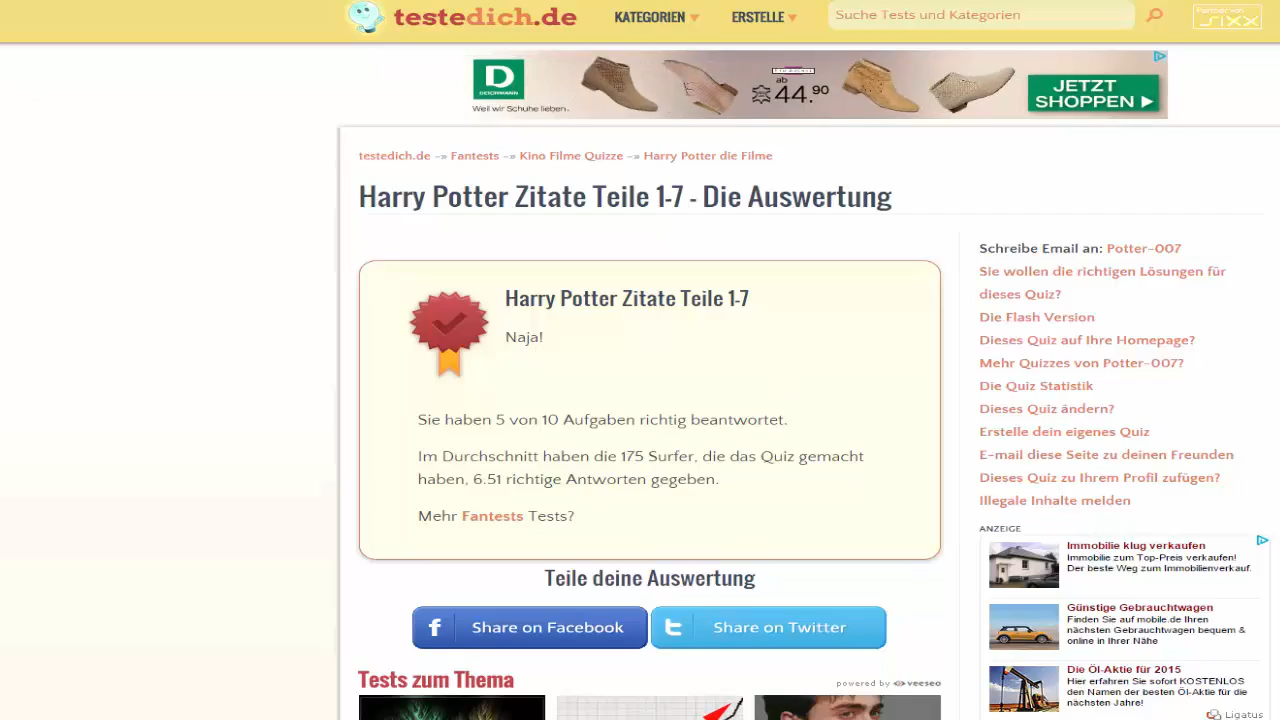 testedich.de
KATEGORIEN
ERSTELLE
Suche Tests und Kategorien
Partner von
sixx
D
DEICHMANN
Weil wir Schuhe lieben.
ab
44.90
JETZT
SHOPPEN
testedich.de -» Fantests -» Kino Filme Quizze -» Harry Potter die Filme
Harry Potter Zitate Teile 1-7 - Die Auswertung
Harry Potter Zitate Teile 1-7
Naja!
Sie haben 5 von 10 Aufgaben richtig beantwortet.
Im Durchschnitt haben die 175 Surfer, die das Quiz gemacht
haben, 6.51 richtige Antworten gegeben.
Mehr Fantests Tests?
Teile deine Auswertung
f Share on Facebook
t Share on Twitter
Tests zum Thema
powered by veeseo
Schreibe Email an: Potter-007
Sie wollen die richtigen Lösungen für
dieses Quiz?
Die Flash Version
Dieses Quiz auf Ihre Homepage?
Mehr Quizzes von Potter-007?
Die Quiz Statistik
Dieses Quiz ändern?
Erstelle dein eigenes Quiz
E-mail diese Seite zu deinen Freunden
Dieses Quiz zu Ihrem Profil zufügen?
Illegale Inhalte melden
ANZEIGE
Immobilie klug verkaufen
Immobilie zum Top-Preis verkaufen!
Der beste Weg zum Immobilienverkauf.
Günstige Gebrauchtwagen
Finden Sie auf mobile.de Ihren
nächsten Gebrauchtwagen bequem &
online in Ihrer Nähe
Die Öl-Aktie für 2015
Hier erfahren Sie sofort KOSTENLOS
den Namen der besten Öl-Aktie für die
nächsten Jahre!
Ligatus